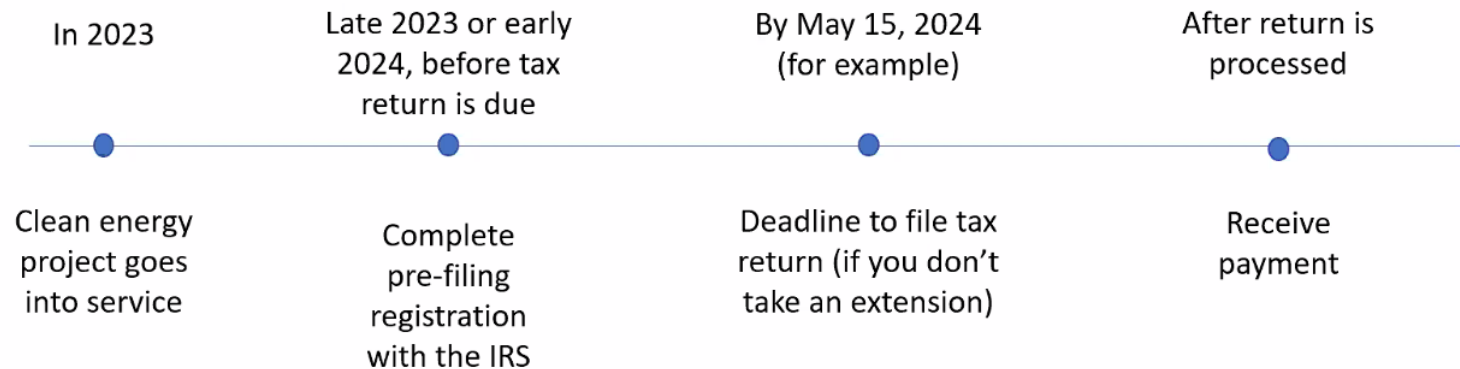 In 2023
Late 2023 or early
2024, before tax
return is due
By May 15, 2024
(for example)
After return is
processed
Clean energy
project goes
into service
Complete
pre-filing
registration
with the IRS
Deadline to file tax
return (if you don’t
take an extension)
Receive
payment